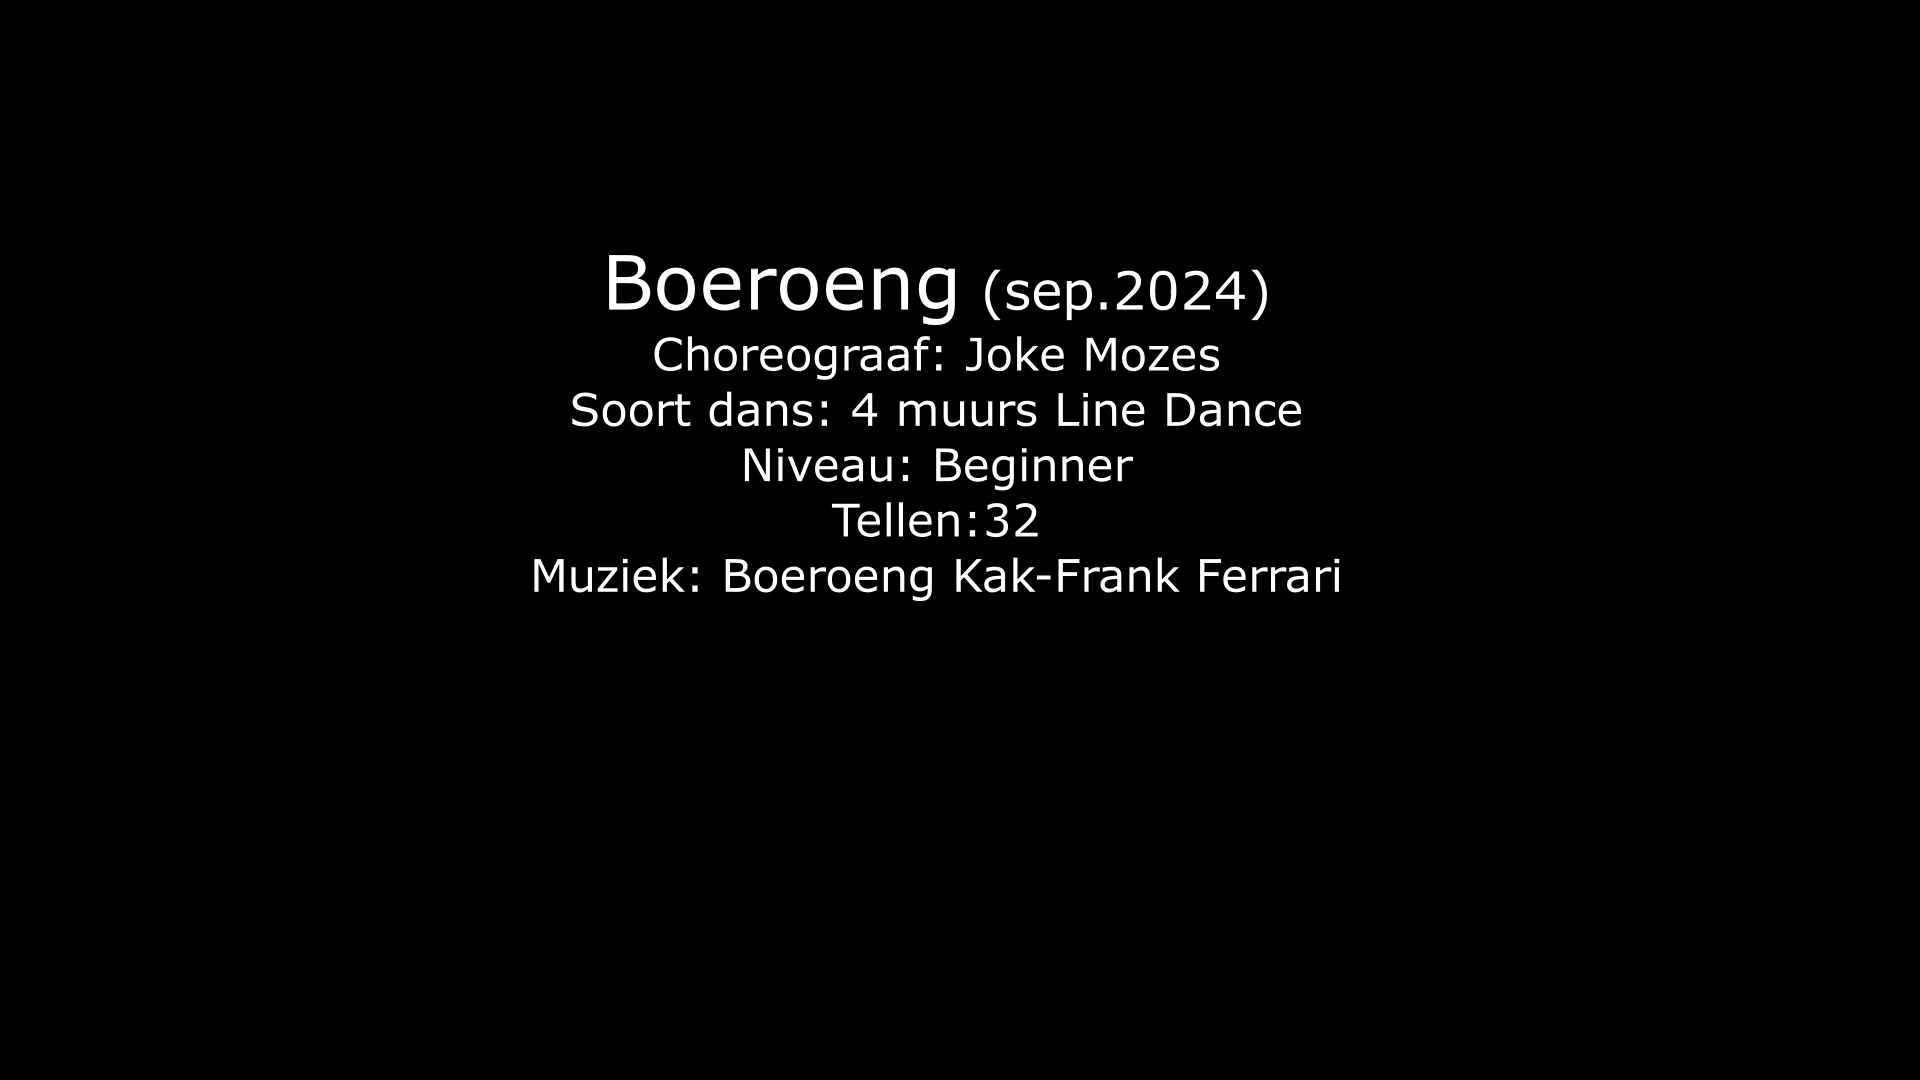 Boeroeng (sep.2024)
Choreograaf: Joke Mozes
Soort dans: 4 muurs Line Dance
Niveau: Beginner
Tellen:32
Muziek: Boeroeng Kak-Frank Ferrari